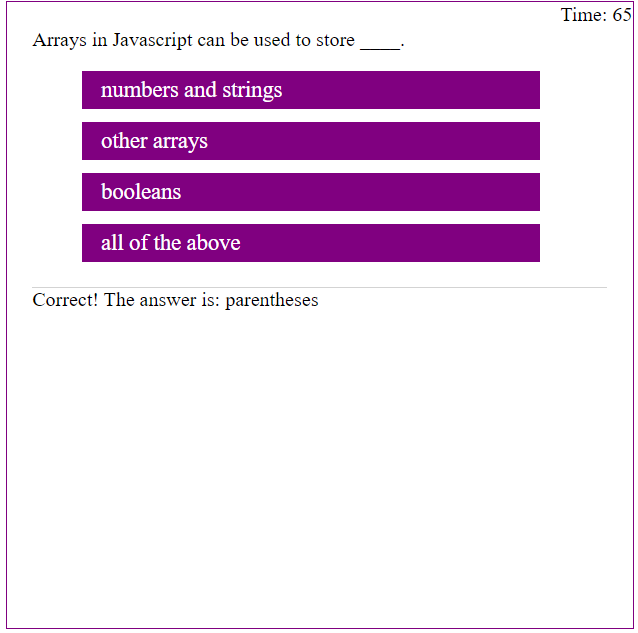 Time: 65
Arrays in Javascript can be used to store ____.
numbers and strings
other arrays
booleans
all of the above
Correct! The answer is: parentheses